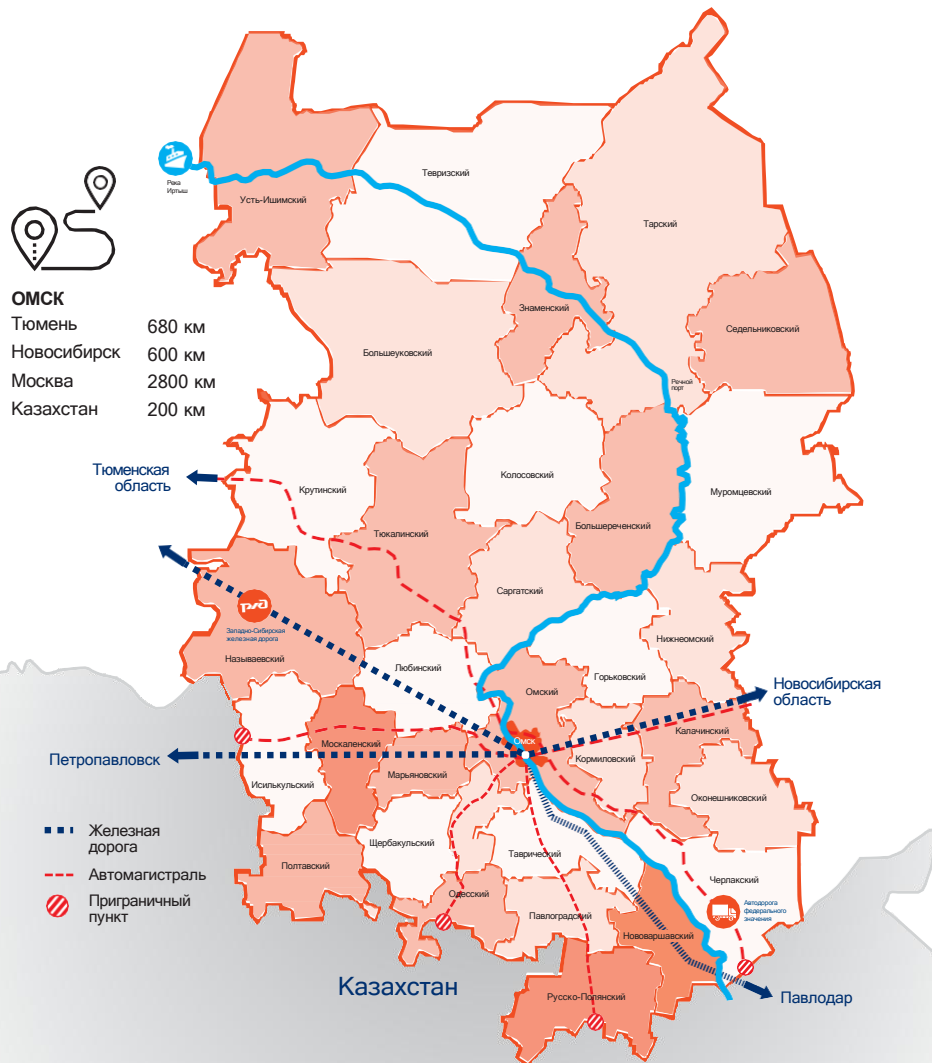 Река
Иртыш
Усть-Ишимский
Тевризский
Тарский
ОМСК
Тюмень 680 км
Новосибирск 600 км
Москва 2800 км
Казахстан 200 км
Знаменский
Седельниковский
Большеуковский
Речной
порт
Тюменская
область
Крутинский
Колосовский
Муромцевский
Тюкалинский
Большереченский
Саргатский
РЖД
Западно-Сибирская
железная дорога
Называевский
Нижнеомский
Любинский
Горьковский
Омский
Новосибирская
область
Калачинский
Омск
Москаленский
Кормиловский
Петропавловск
Марьяновский
Исилькульский
Оконешниковский
Железная
дорога
Щербакульский
Таврический
Полтавский
Автомагистраль
Черлакский
Одесский
Приграничный
пункт
Автодорога
федерального
значения
Павлоградский
Нововаршавский
Казахстан
Русско-Полянский
Павлодар